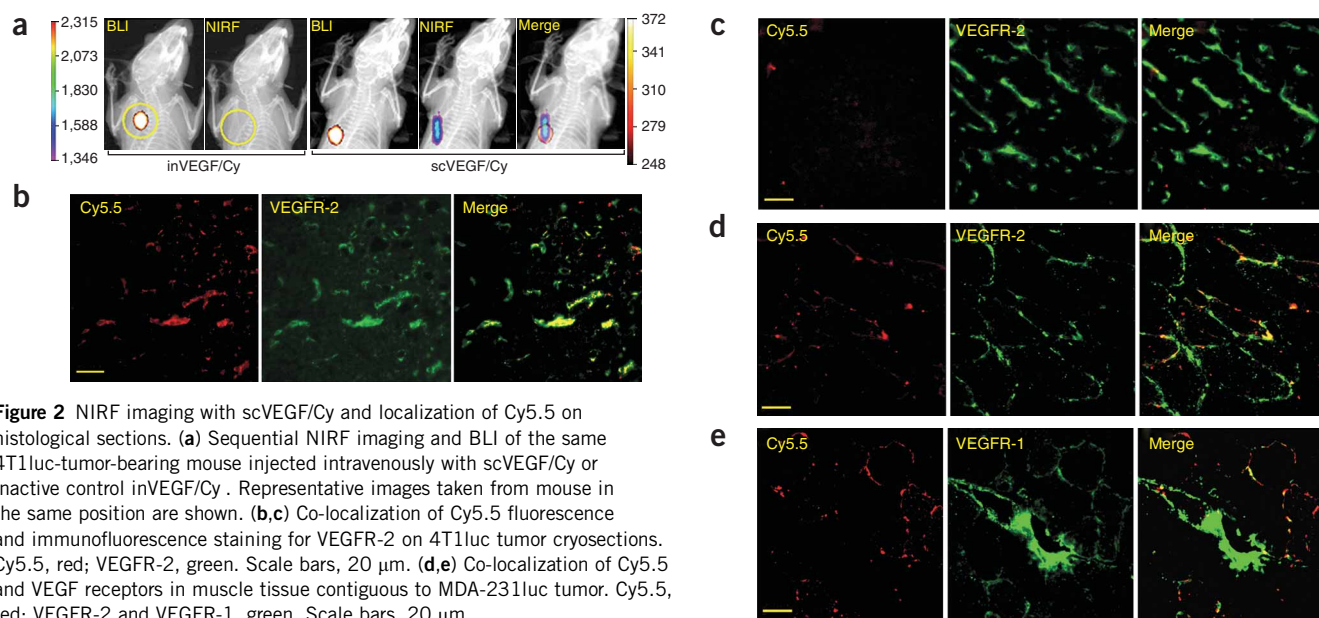 a
2,315
2,073
1,830
1,588
1,346
BLI
NIRF
BLI
NIRF
Merge
372
341
310
279
248
inVEGF/Cy
scVEGF/Cy
b
Cy5.5
VEGFR-2
Merge
Figure 2 NIRF imaging with scVEGF/Cy and localization of Cy5.5 on
histological sections. (a) Sequential NIRF imaging and BLI of the same
4T1luc-tumor-bearing mouse injected intravenously with scVEGF/Cy or
inactive control inVEGF/Cy . Representative images taken from mouse in
the same position are shown. (b,c) Co-localization of Cy5.5 fluorescence
and immunofluorescence staining for VEGFR-2 on 4T1luc tumor cryosections.
Cy5.5, red; VEGFR-2, green. Scale bars, 20 μm. (d,e) Co-localization of Cy5.5
and VEGF receptors in muscle tissue contiguous to MDA-231luc tumor. Cy5.5,
red; VEGFR-2 and VEGFR-1, green. Scale bars, 20 μm.
c
Cy5.5
VEGFR-2
Merge
d
Cy5.5
VEGFR-2
Merge
e
Cy5.5
VEGFR-1
Merge